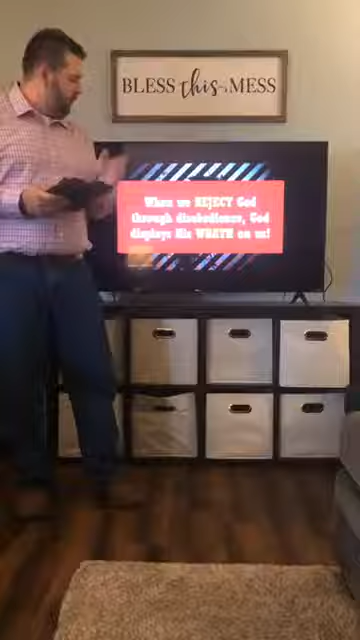 BLESS this MESS
When we REJECT God
through disobedience, God
displays His WRATH on us!